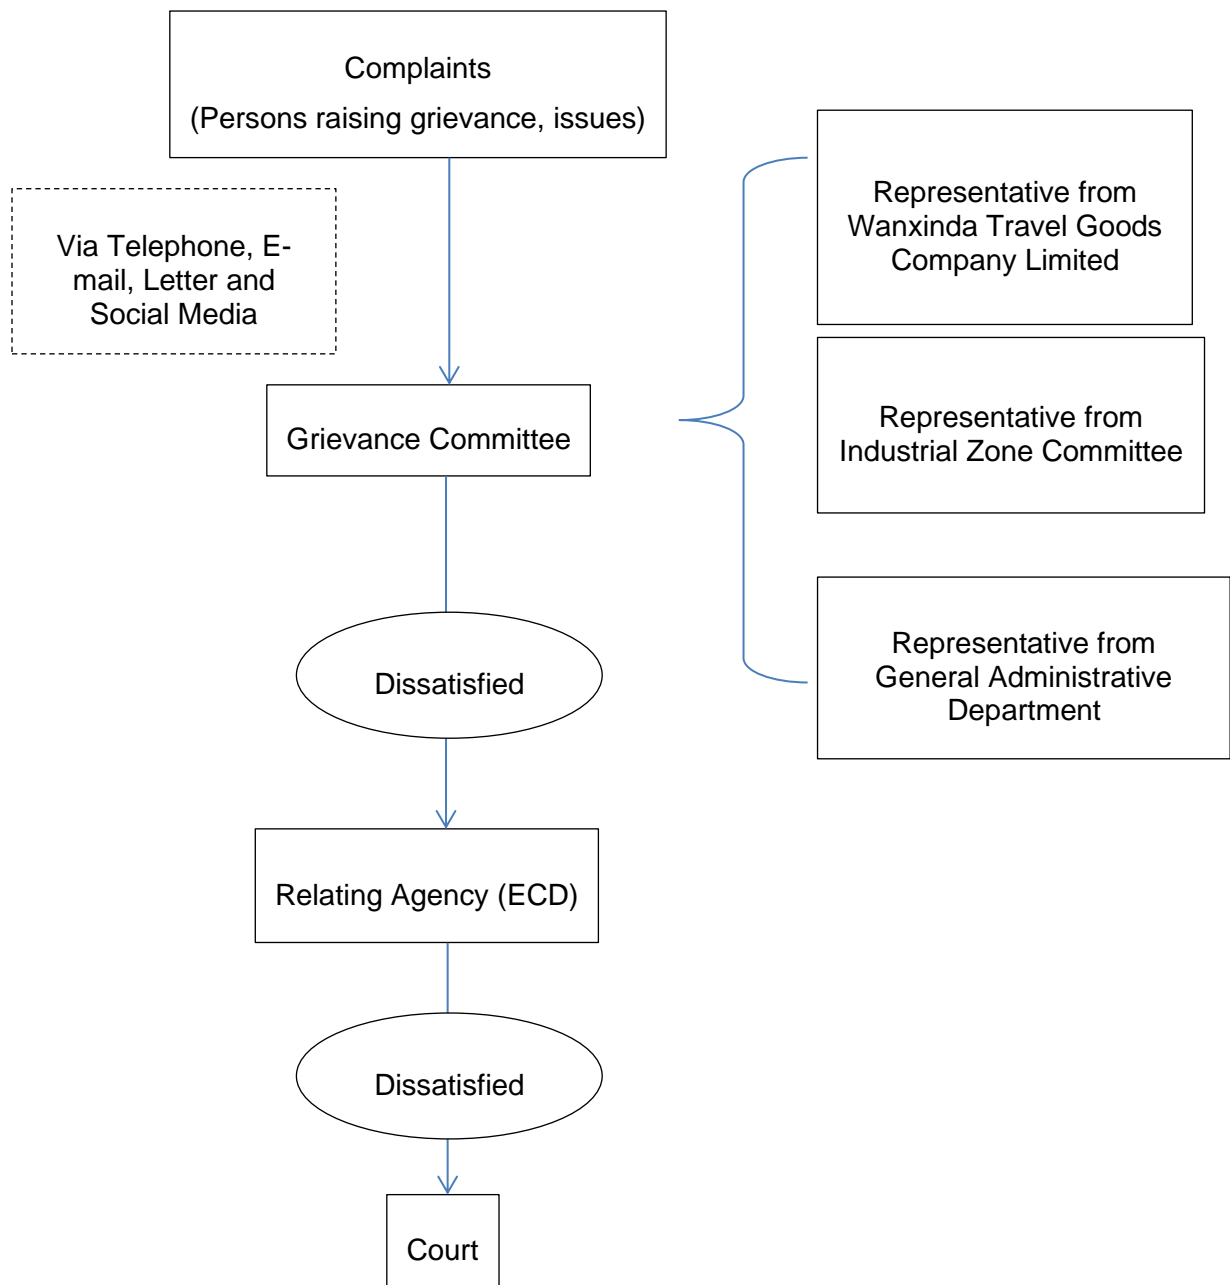 Complaints
(Persons raising grievance, issues)
Via Telephone, E-
mail, Letter and
Social Media
Grievance Committee
Representative from
Wanxinda Travel Goods
Company Limited
Representative from
Industrial Zone Committee
Representative from
General Administrative
Department
Dissatisfied
Relating Agency (ECD)
Dissatisfied
Court